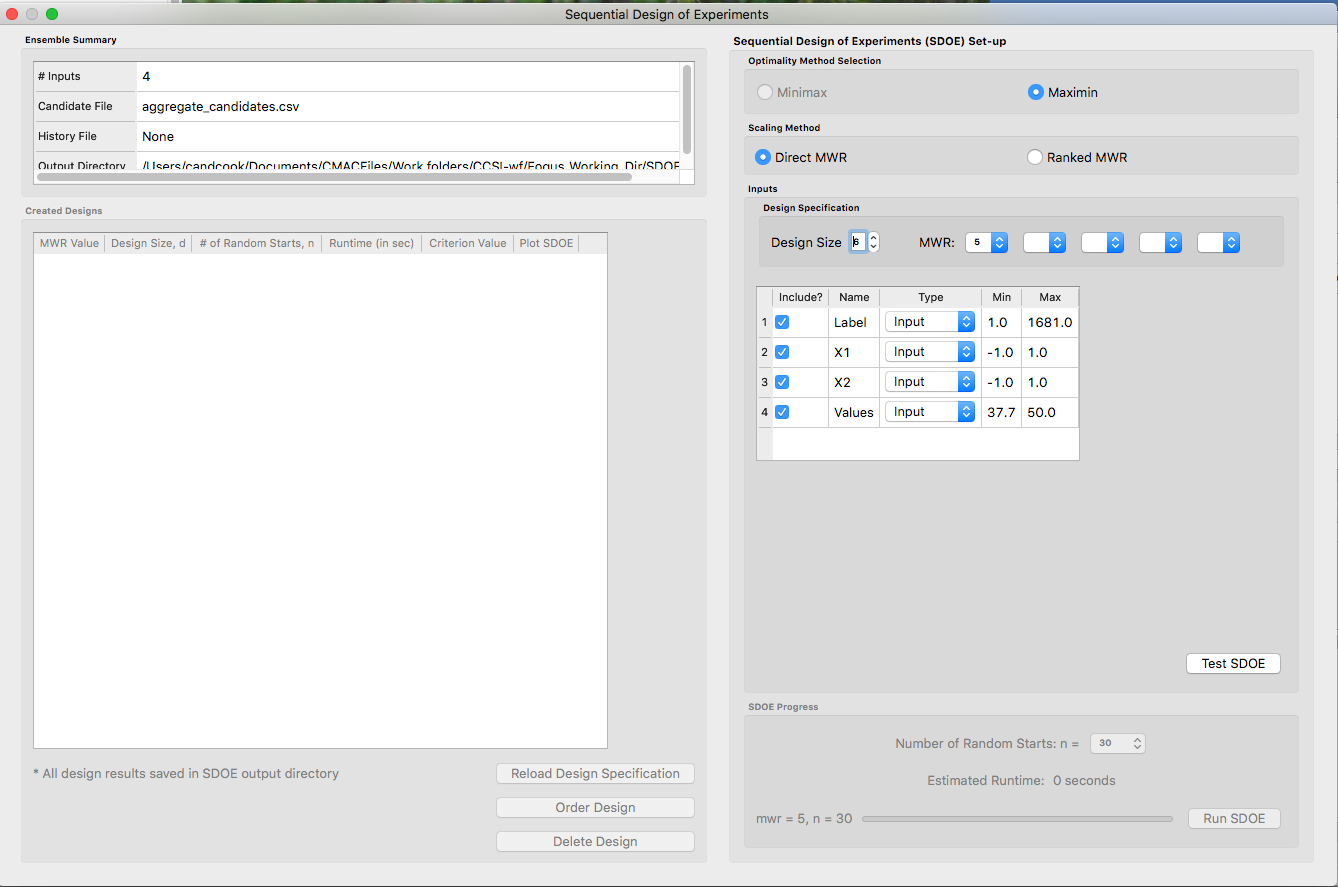 Sequential Design of Experiments
Ensemble Summary
# Inputs 4
Candidate File aggregate_candidates.csv
History File None
Output Directory /Users/candcook/Documents/CMACFiles/Work folders/CCSI-wf/Foqus Working Dir/SDOE
Created Designs
MWR Value Design Size, d # of Random Starts, n Runtime (in sec) Criterion Value Plot SDOE
* All design results saved in SDOE output directory
Reload Design Specification
Order Design
Delete Design
Sequential Design of Experiments (SDOE) Set-up
Optimality Method Selection
Minimax Maximin
Scaling Method
Direct MWR Ranked MWR
Inputs
Design Specification
Design Size 6 MWR: 5
Include? Name Type Min Max
1 Label Input 1.0 1681.0
2 X1 Input -1.0 1.0
3 X2 Input -1.0 1.0
4 Values Input 37.7 50.0
Test SDOE
SDOE Progress
Number of Random Starts: n = 30
Estimated Runtime: 0 seconds
mwr = 5, n = 30 Run SDOE